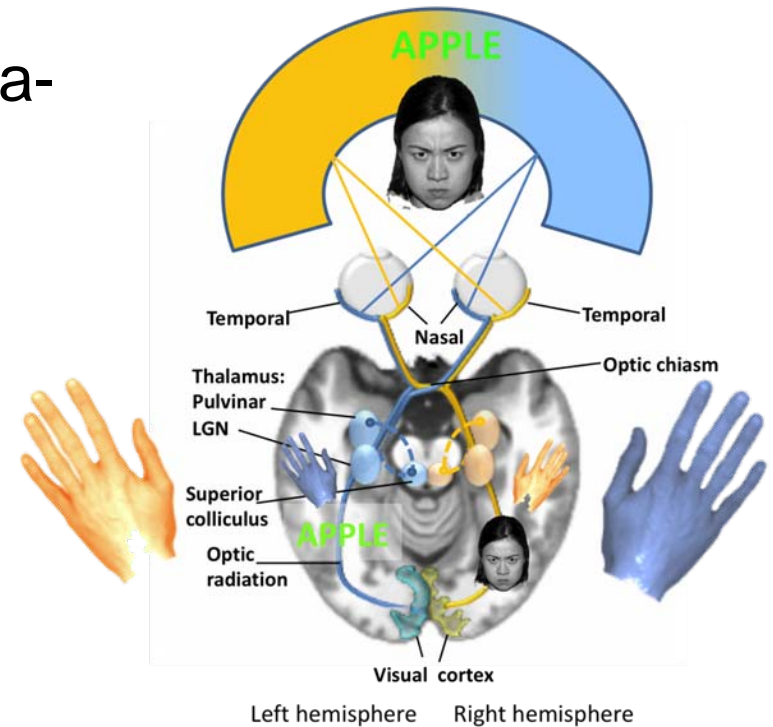 a-
APPLE
Temporal
Nasal
Temporal
Optic chiasm
Thalamus:
Pulvinar
LGN
Superior
colliculus
APPLE
Optic
radiation
Visual cortex
Left hemisphere Right hemisphere